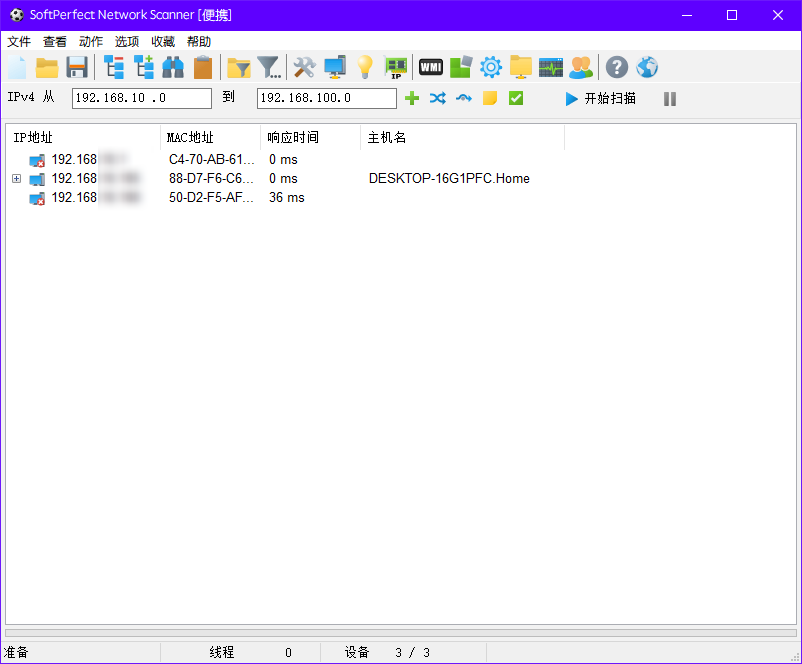 SoftPerfect Network Scanner [便携]
文件 查看 动作 选项 收藏 帮助
IP WMI
IPv4 从 192.168.10 .0 到 192.168.100.0 开始扫描
IP地址 MAC地址 响应时间 主机名
192.168 C4-70-AB-61... 0 ms
192.168 88-D7-F6-C6... 0 ms DESKTOP-16G1PFC.Home
192.168 50-D2-F5-AF... 36 ms
准备 线程 0 设备 3 / 3